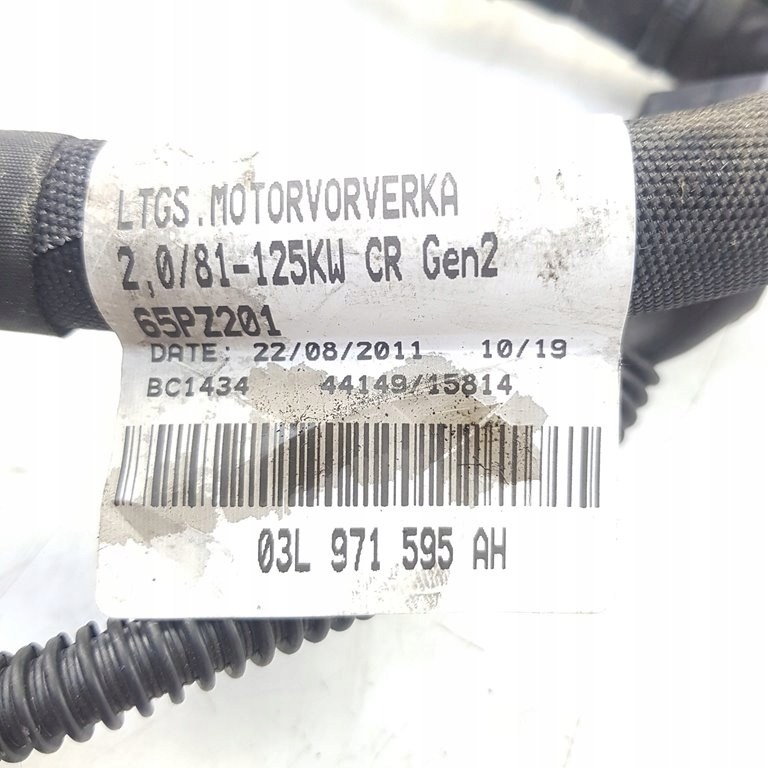 LTGS.MOTORVORVERKA
2,0/81-125KW CR Gen2
65PZ201
DATE: 22/08/2011 10/19
BC1434 44149/15814
03L 971 595 AH